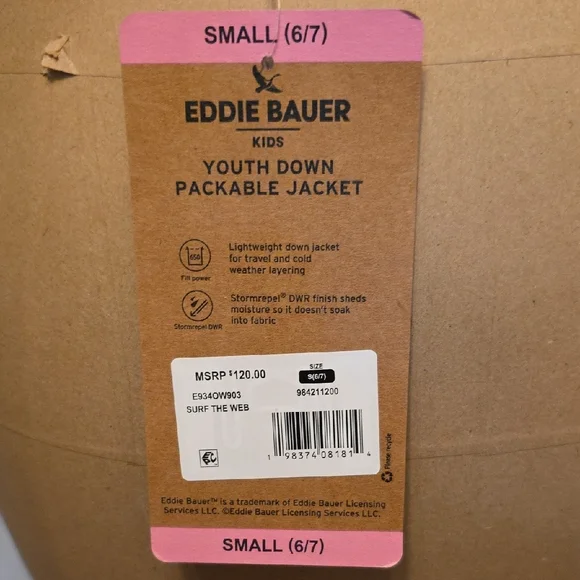 SMALL (6/7)
EDDIE BAUER
KIDS
YOUTH DOWN
PACKABLE JACKET
650
Fill power
Lightweight down jacket
for travel and cold
weather layering
Stormrepel DWR
Stormrepel® DWR finish sheds
moisture so it doesn't soak
into fabric
MSRP $120.00
SIZE
S(6/7)
E934OW903
984211200
SURF THE WEB
1 98374 08181 4
Please recycle
Eddie Bauer™ is a trademark of Eddie Bauer Licensing
Services LLC. ©Eddie Bauer Licensing Services LLC.
SMALL (6/7)